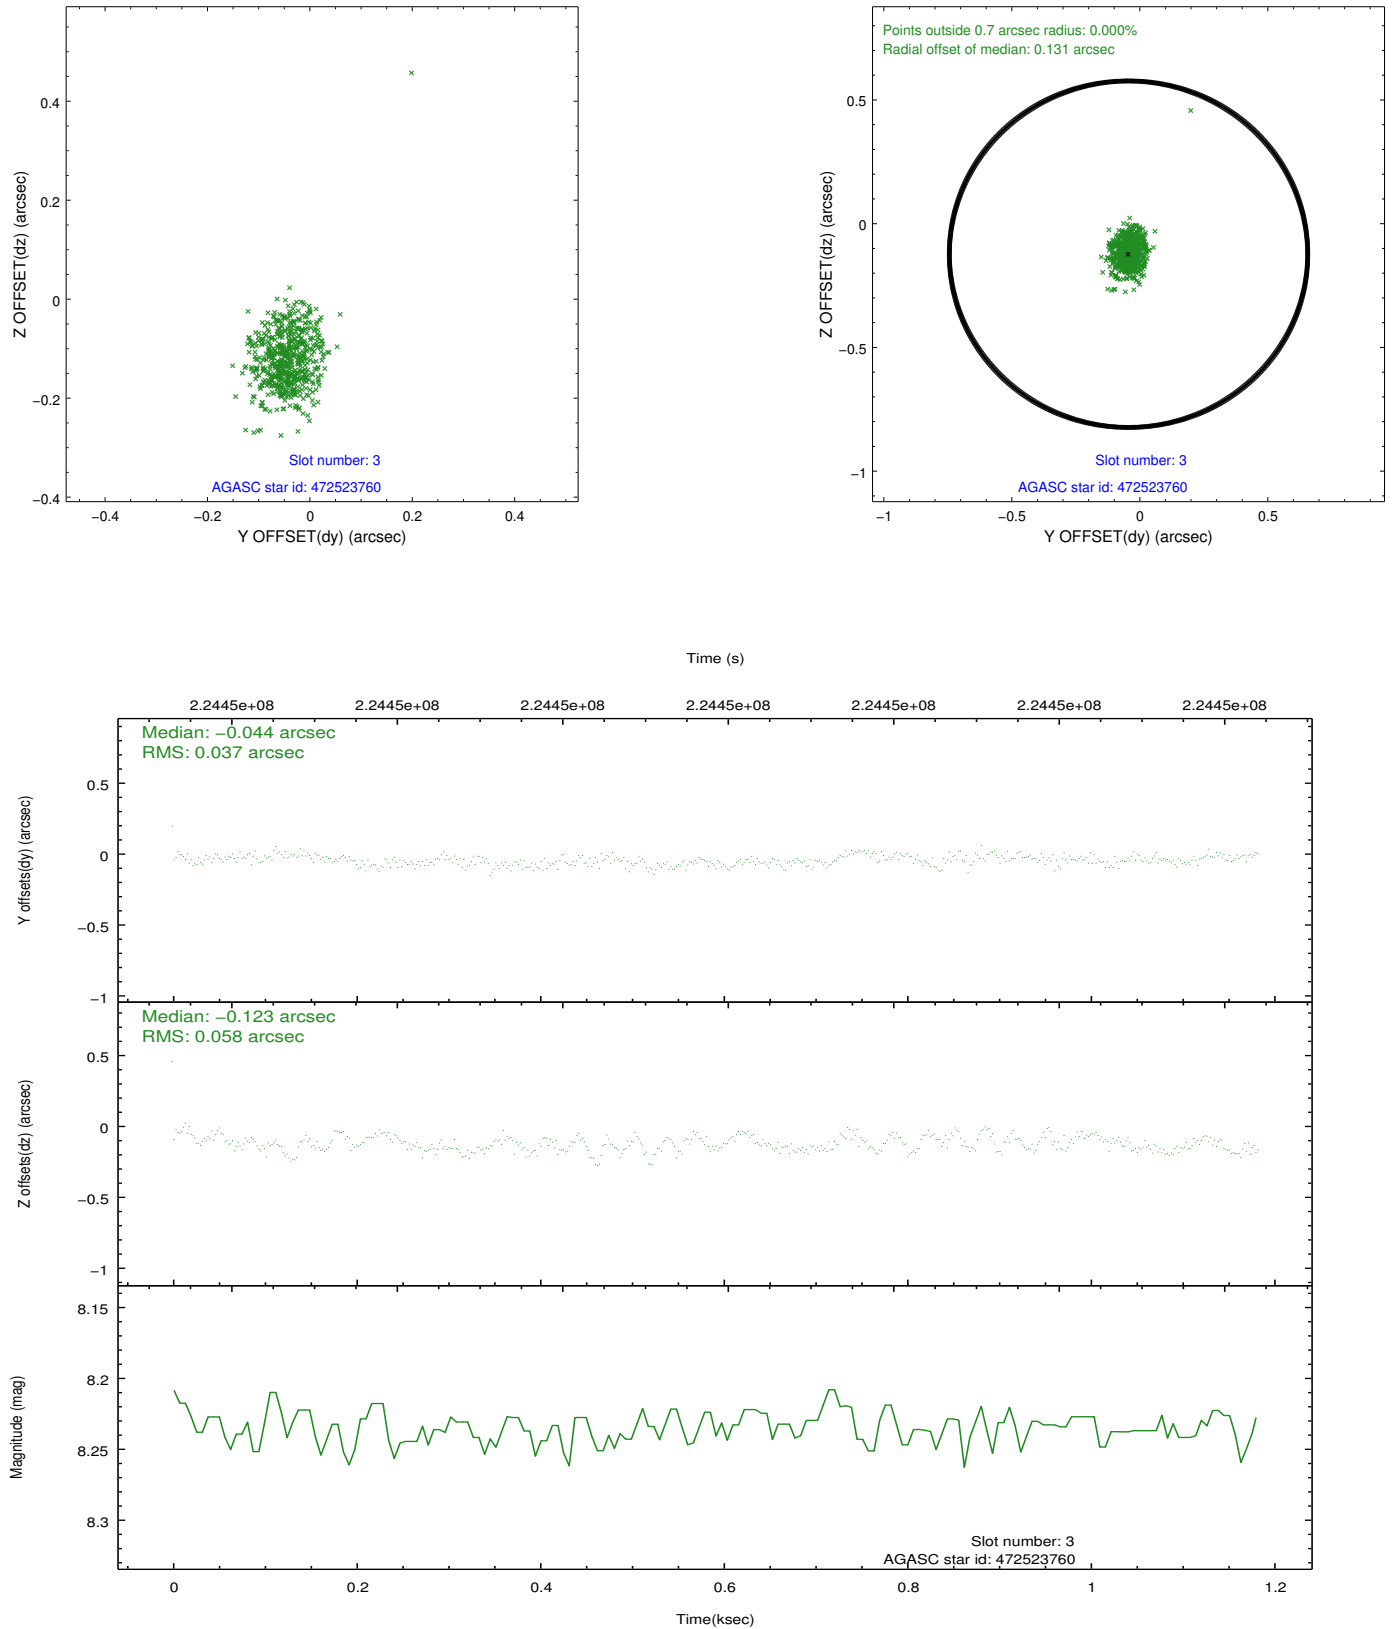 0.4
0.2
0
−0.2
−0.4
Z OFFSET(dz) (arcsec)
Slot number: 3
AGASC star id: 472523760
−0.4
−0.2
0
0.2
0.4
Y OFFSET(dy) (arcsec)
Points outside 0.7 arcsec radius: 0.000%
Radial offset of median: 0.131 arcsec
0.5
0
−0.5
−1
Z OFFSET(dz) (arcsec)
Slot number: 3
AGASC star id: 472523760
−1
−0.5
0
0.5
Y OFFSET(dy) (arcsec)
Time (s)
2.2445e+08
2.2445e+08
2.2445e+08
2.2445e+08
2.2445e+08
2.2445e+08
2.2445e+08
Median: −0.044 arcsec
RMS: 0.037 arcsec
0.5
0
−0.5
−1
Y offsets(dy) (arcsec)
Median: −0.123 arcsec
RMS: 0.058 arcsec
0.5
0
−0.5
−1
Z offsets(dz) (arcsec)
8.15
8.2
8.25
8.3
Magnitude (mag)
Slot number: 3
AGASC star id: 472523760
0
0.2
0.4
0.6
0.8
1
1.2
Time(ksec)